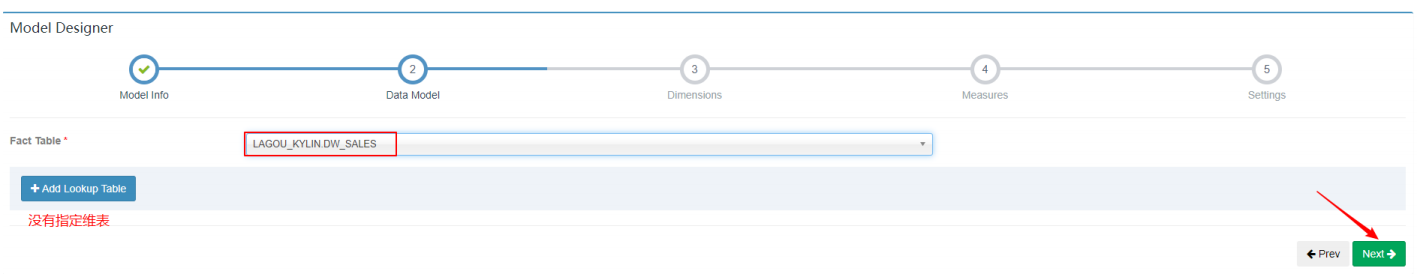 Model Designer
2
3
4
5
Model Info
Data Model
Dimensions
Measures
Settings
Fact Table *
LAGOU_KYLIN.DW_SALES
+ Add Lookup Table
没有指定维表
← Prev
Next →